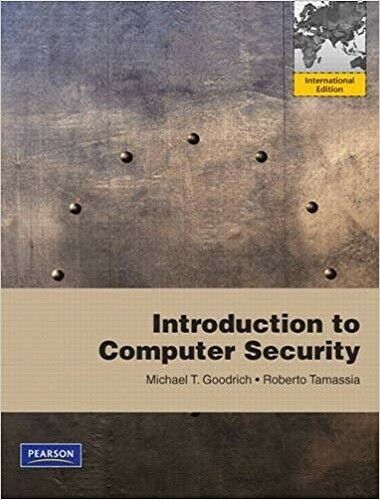 International
Edition
Introduction to
Computer Security
Michael T. Goodrich • Roberto Tamassia
PEARSON